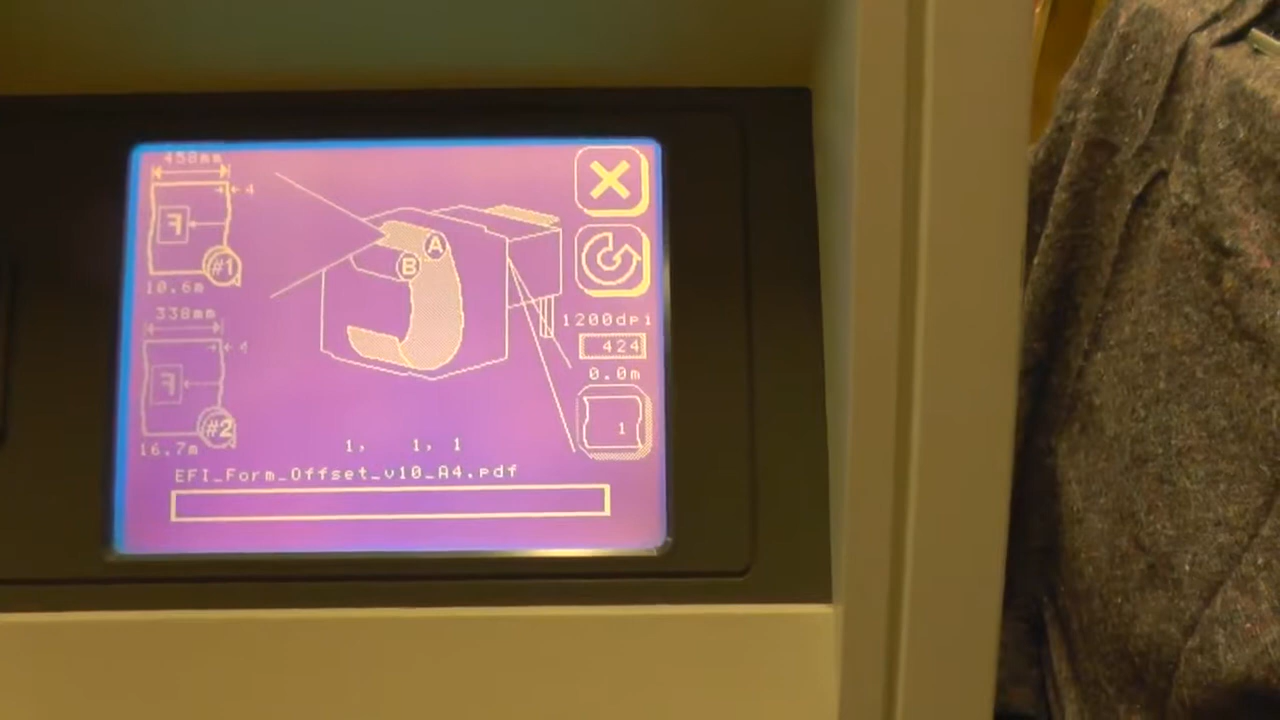 458mm
4
F
#1
10.6m
338mm
4
F
#2
16.7m
A
B
1200dpi
424
0.0m
1
1, 1, 1
EFI_Form_Offset_v10_A4.pdf